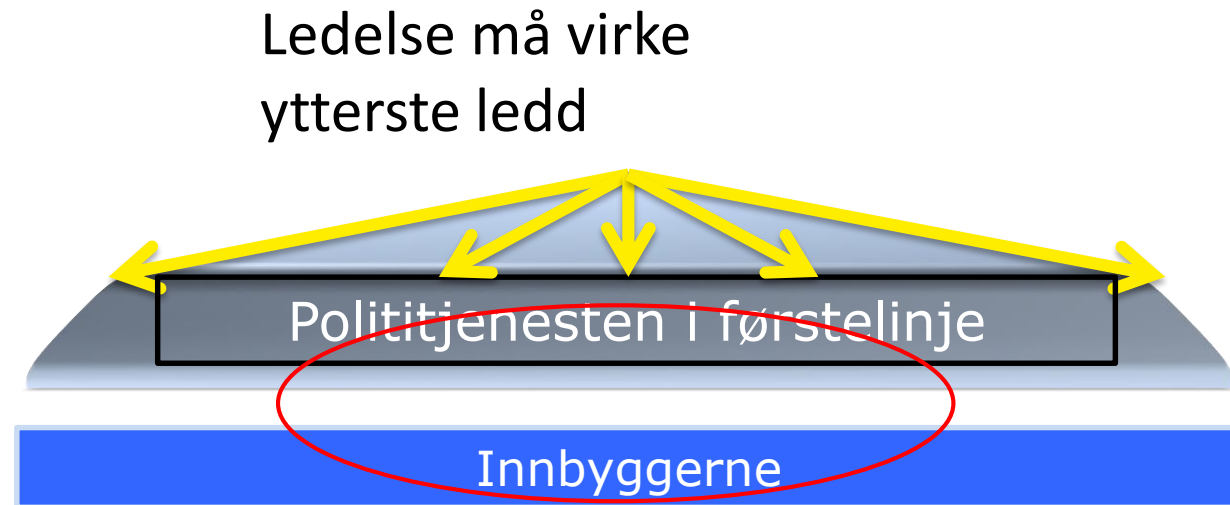 Ledelse må virke
ytterste ledd
Polititjenesten i førstelinje
Innbyggerne